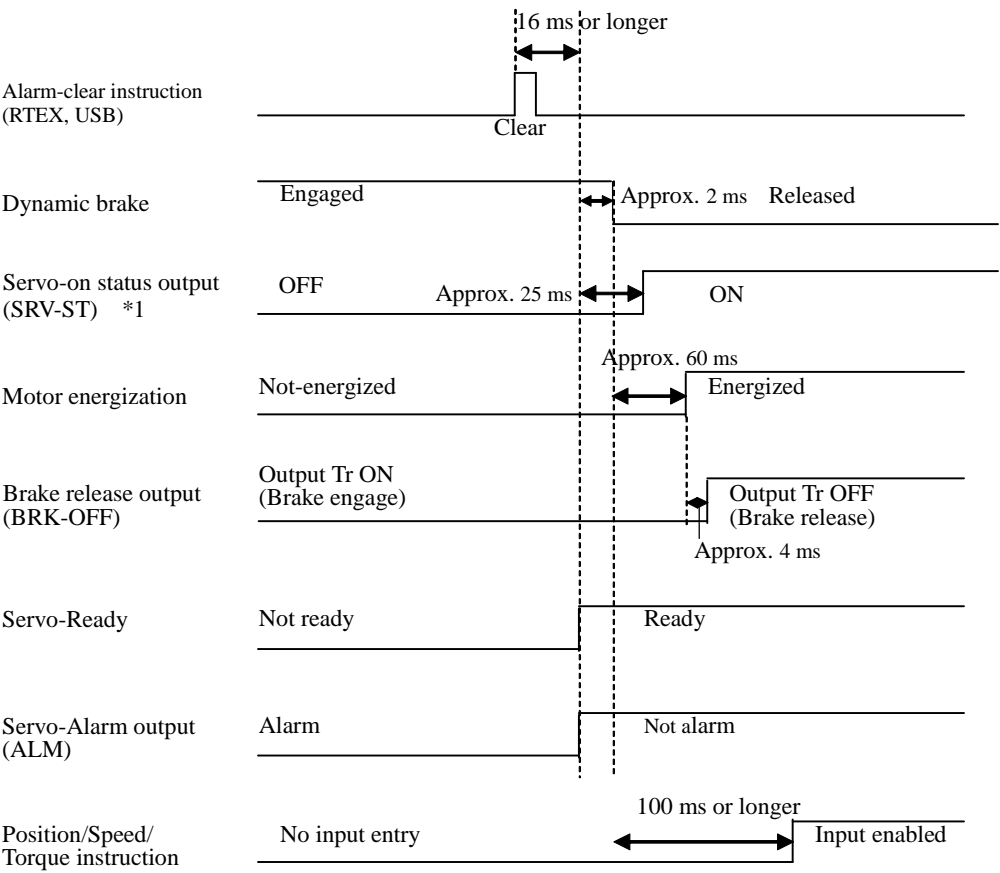 16 ms or longer
Alarm-clear instruction
(RTEX, USB)
Clear
Dynamic brake
Engaged
Approx. 2 ms Released
Servo-on status output
(SRV-ST) *1
OFF
Approx. 25 ms
ON
Approx. 60 ms
Motor energization
Not-energized
Energized
Brake release output
(BRK-OFF)
Output Tr ON
(Brake engage)
Output Tr OFF
(Brake release)
Approx. 4 ms
Servo-Ready
Not ready
Ready
Servo-Alarm output
(ALM)
Alarm
Not alarm
100 ms or longer
Position/Speed/
Torque instruction
No input entry
Input enabled